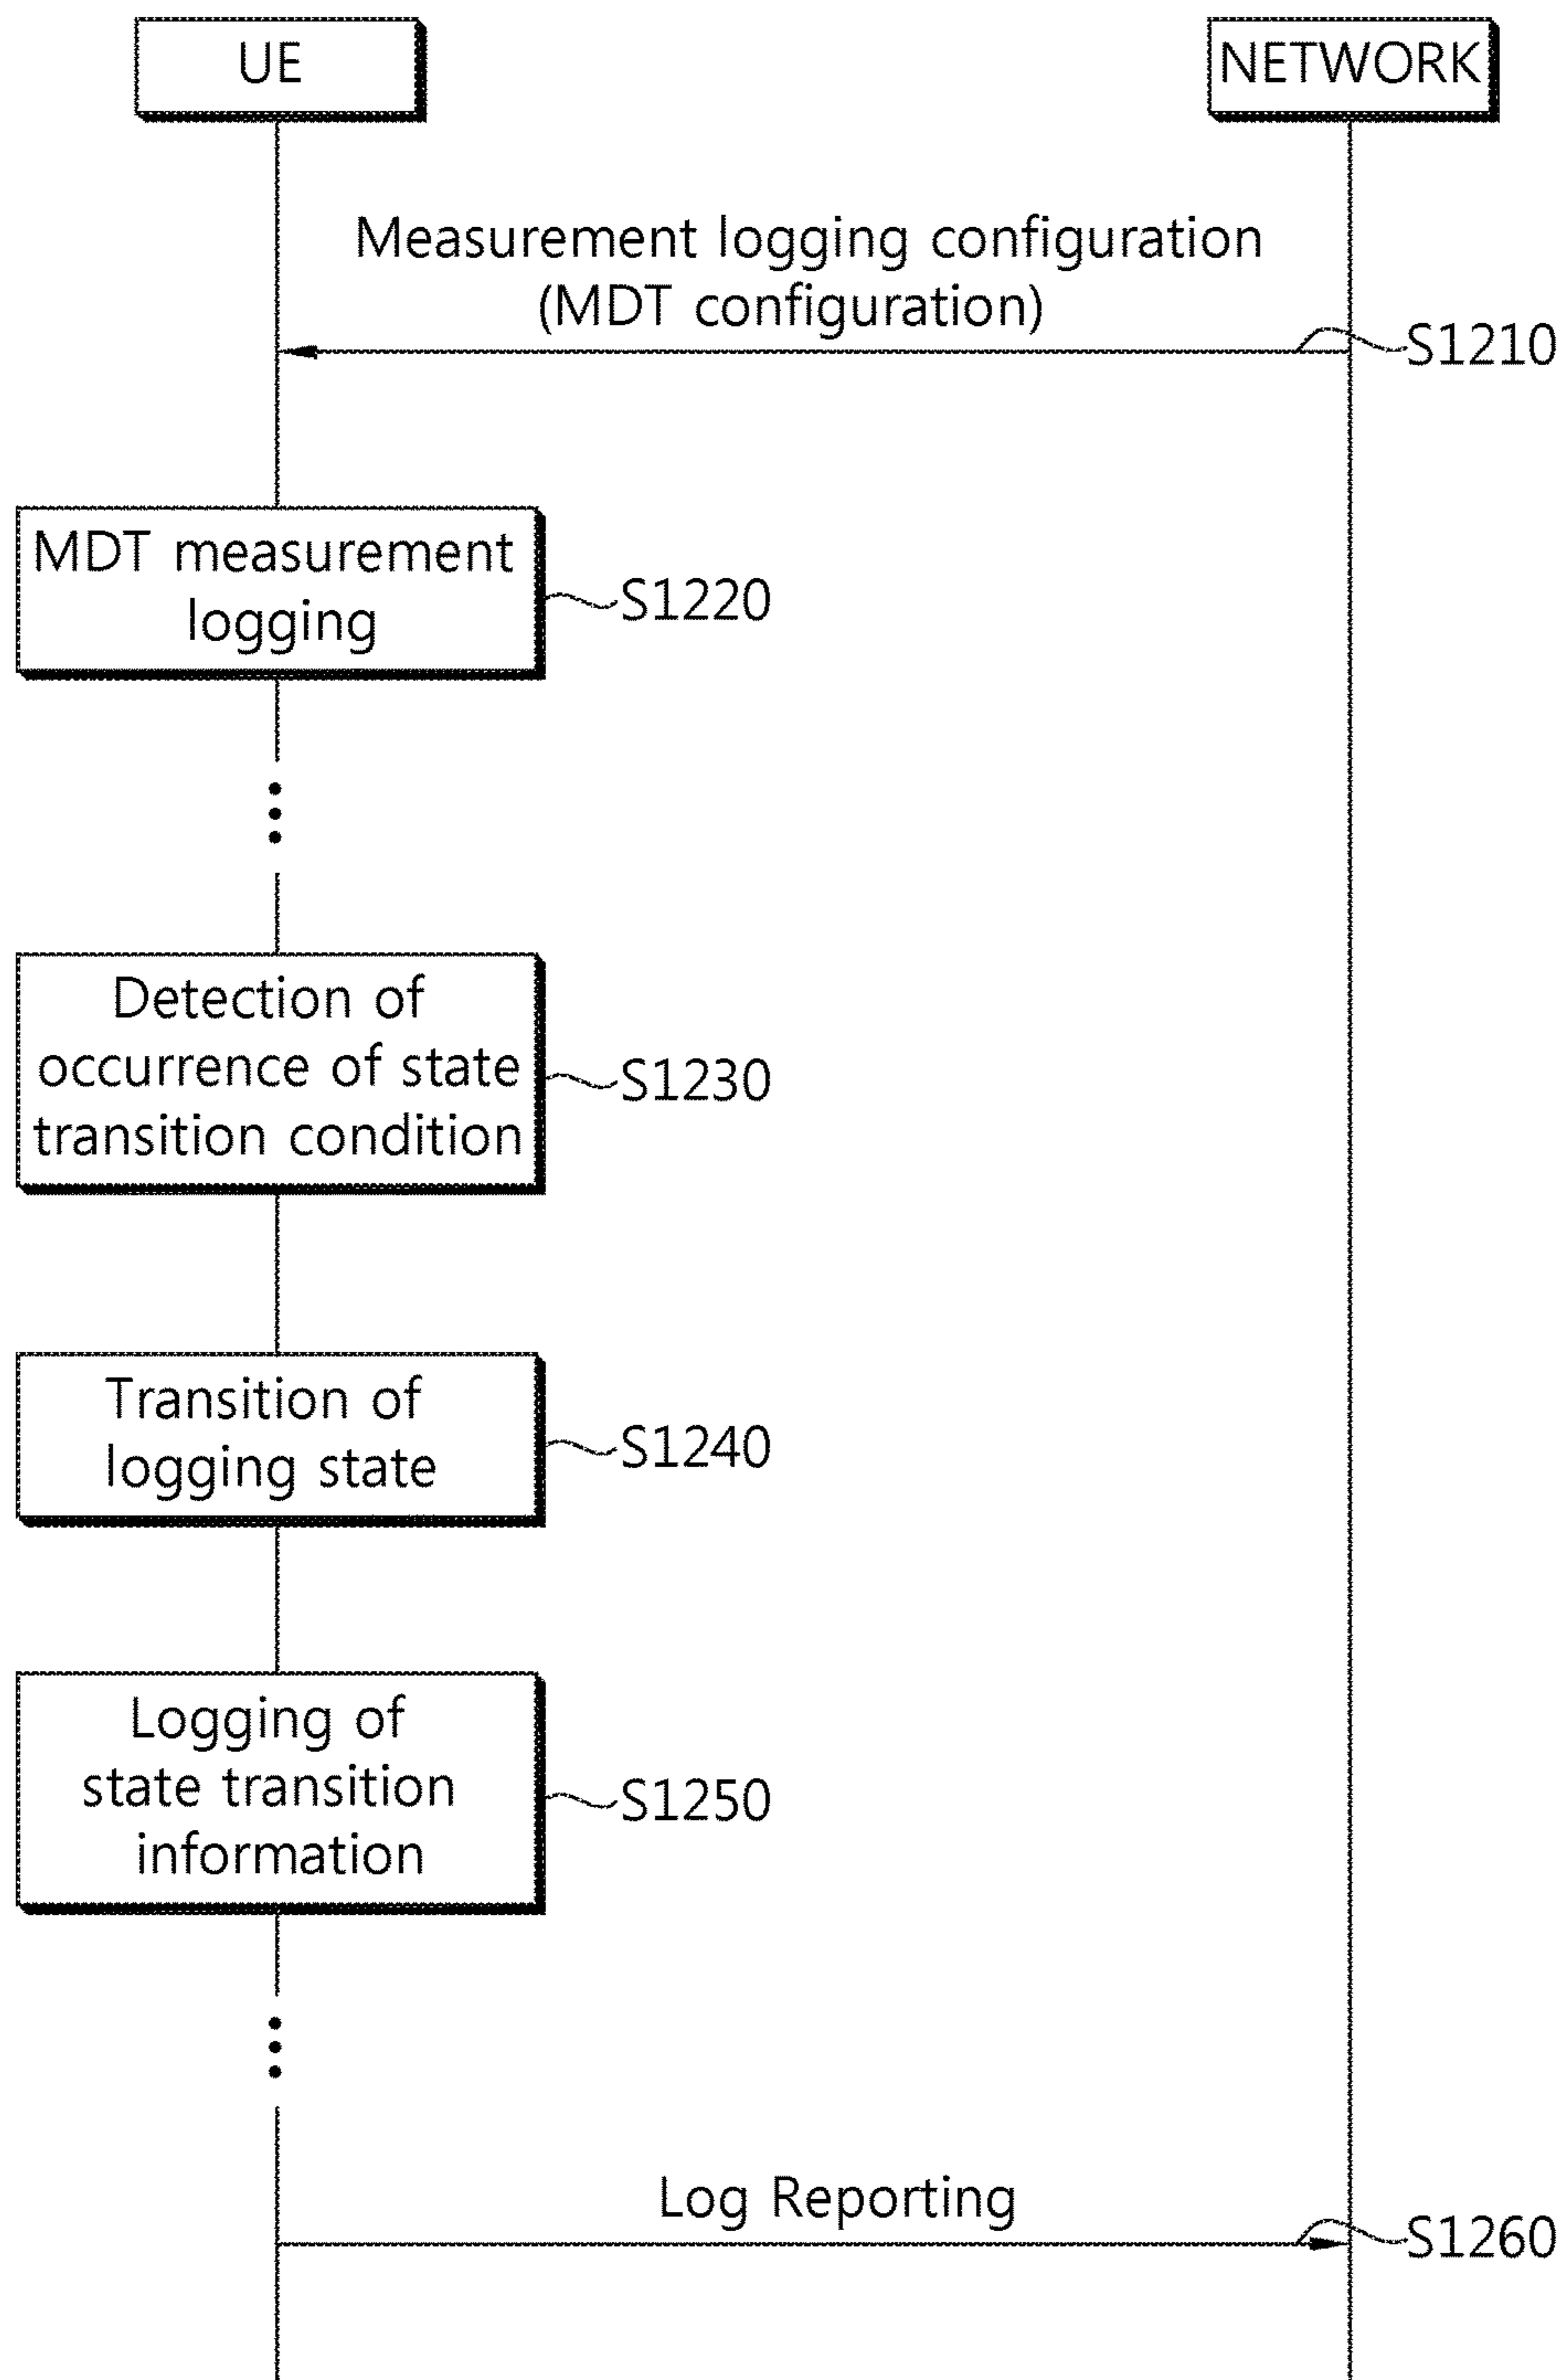 UE
NETWORK
Measurement logging configuration
(MDT configuration)
S1210
MDT measurement
logging
S1220
Detection of
occurrence of state
transition condition
S1230
Transition of
logging state
S1240
Logging of
state transition
information
S1250
Log Reporting
S1260